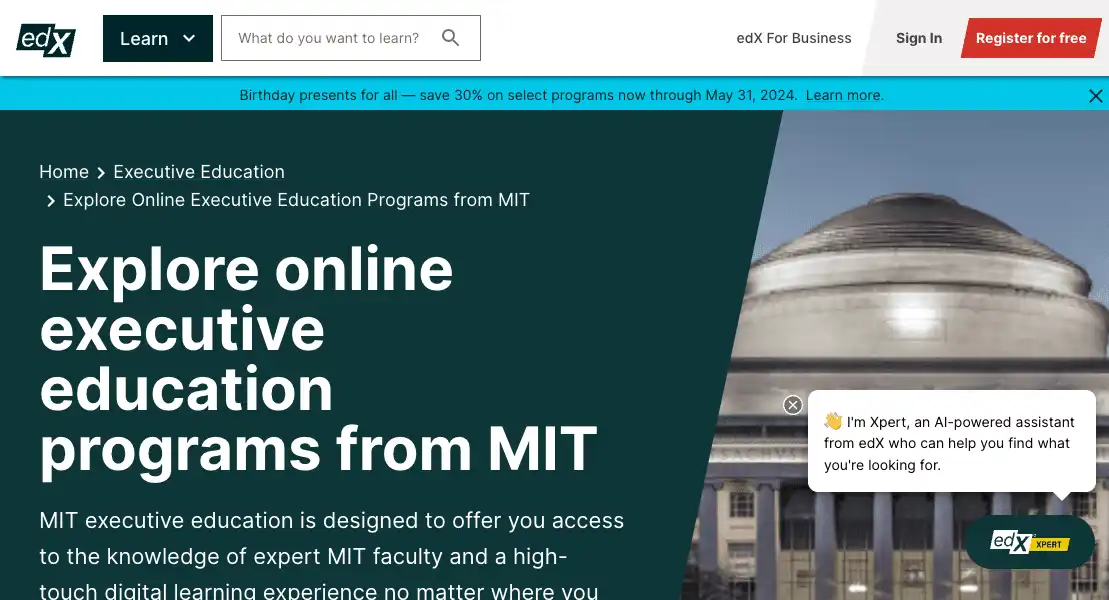 edX
Learn
What do you want to learn?
edX For Business
Sign In
Register for free
Birthday presents for all — save 30% on select programs now through May 31, 2024. Learn more.
Home
Executive Education
Explore Online Executive Education Programs from MIT
Explore online
executive
education
programs from MIT
MIT executive education is designed to offer you access
to the knowledge of expert MIT faculty and a high-
touch digital learning experience no matter where you
👋 I'm Xpert, an AI-powered assistant
from edX who can help you find what
you're looking for.
edX XPERT